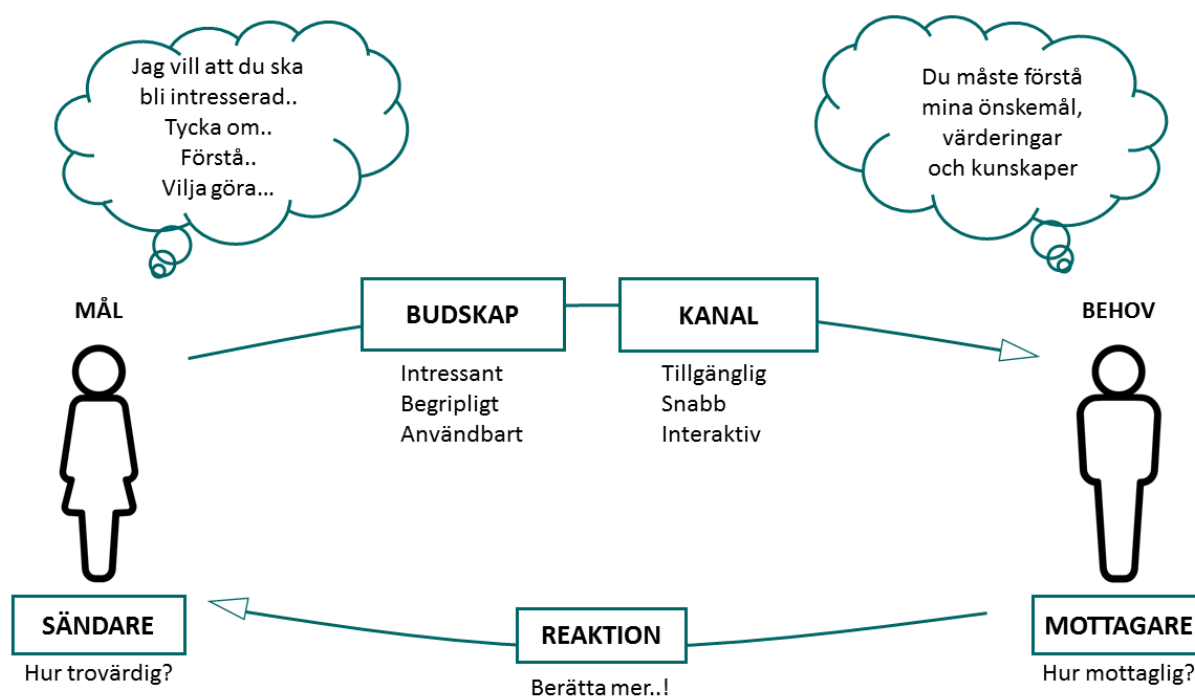 Jag vill att du ska
bli intresserad..
Tycka om..
Förstå..
Vilja göra...
Du måste förstå
mina önskemål,
värderingar
och kunskaper
MÅL
BUDSKAP
KANAL
BEHOV
Intressant
Begripligt
Användbart
Tillgänglig
Snabb
Interaktiv
SÄNDARE
Hur trovärdig?
REAKTION
Berätta mer..!
MOTTAGARE
Hur mottaglig?